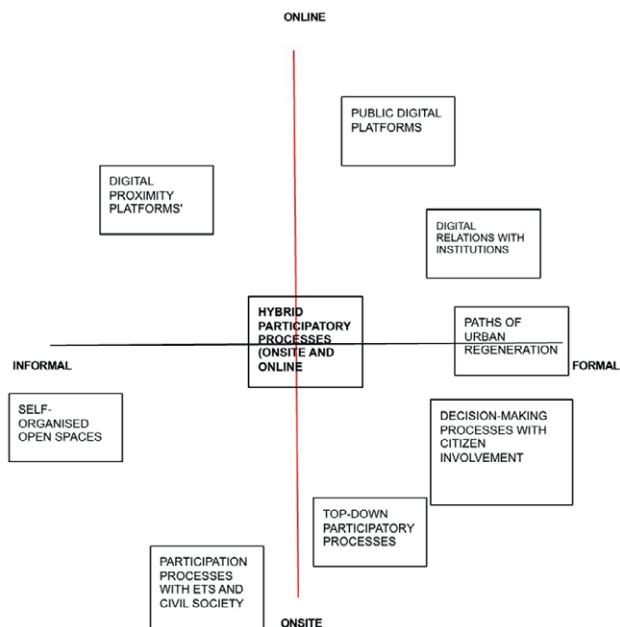 ONLINE
PUBLIC DIGITAL
PLATFORMS
DIGITAL
PROXIMITY
PLATFORMS'
DIGITAL
RELATIONS WITH
INSTITUTIONS
HYBRID
PARTICIPATORY
PROCESSES
(ONSITE AND
ONLINE
PATHS OF
URBAN
REGENERATION
INFORMAL
FORMAL
SELF-
ORGANISED
OPEN SPACES
DECISION-MAKING
PROCESSES WITH
CITIZEN
INVOLVEMENT
TOP-DOWN
PARTICIPATORY
PROCESSES
PARTICIPATION
PROCESSES
WITH ETS AND
CIVIL SOCIETY
ONSITE